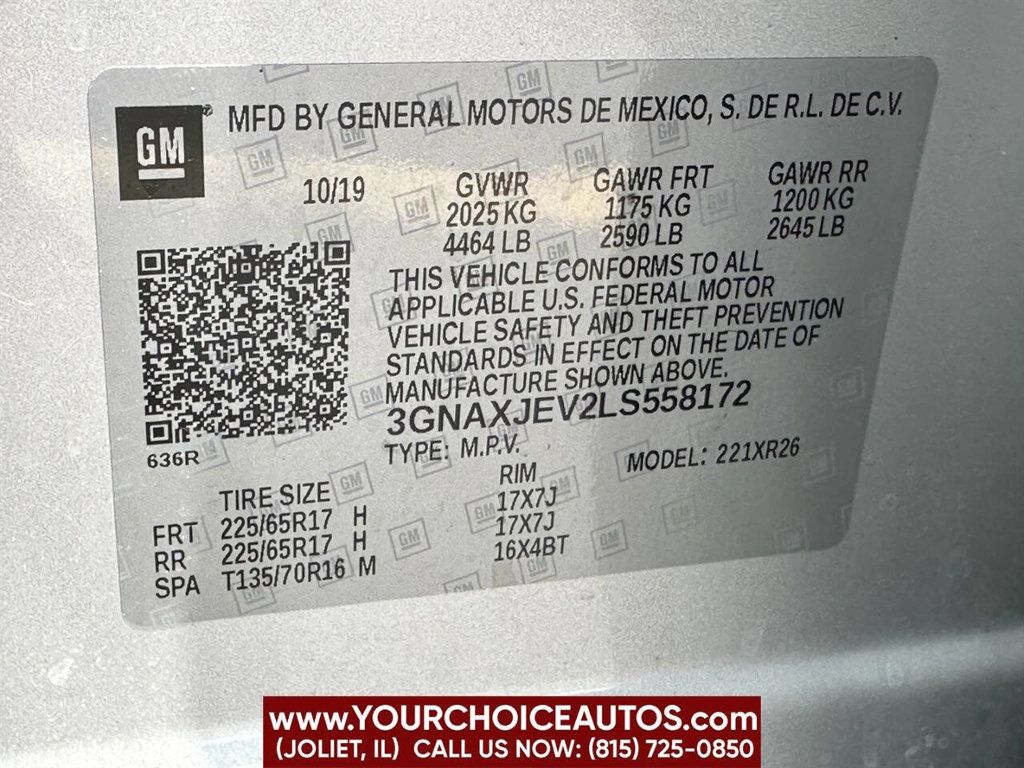 GM MFD BY GENERAL MOTORS DE MEXICO, S. DE R.L. DE C.V.
10/19 GVWR GAWR FRT GAWR RR
2025 KG 1175 KG 1200 KG
4464 LB 2590 LB 2645 LB
THIS VEHICLE CONFORMS TO ALL
APPLICABLE U.S. FEDERAL MOTOR
VEHICLE SAFETY AND THEFT PREVENTION
STANDARDS IN EFFECT ON THE DATE OF
MANUFACTURE SHOWN ABOVE.
3GNAXJEV2LS558172
636R TYPE: M.P.V. MODEL: 221XR26
TIRE SIZE RIM
FRT 225/65R17 H 17X7J
RR 225/65R17 H 17X7J
SPA T135/70R16 M 16X4BT
www.YOURCHOICEAUTOS.com
(JOLIET, IL) CALL US NOW: (815) 725-0850